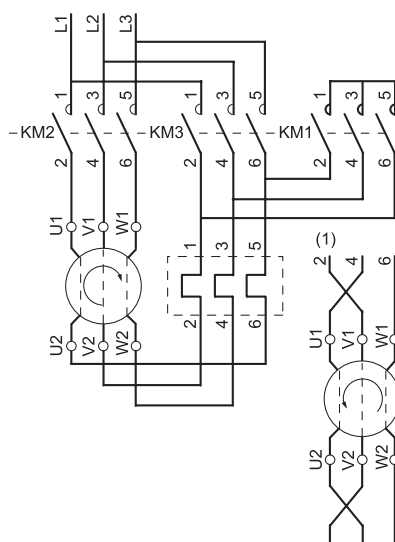 L1 L2 L3
1 3 5 1 3 5 1 3 5
KM2 KM3 KM1
2 4 6 2 4 6 2 4 6
U1 V1 W1
1 3 5
(1)
2 4 6
2 4 6
U2 V2 W2
U1 V1 W1
U2 V2 W2